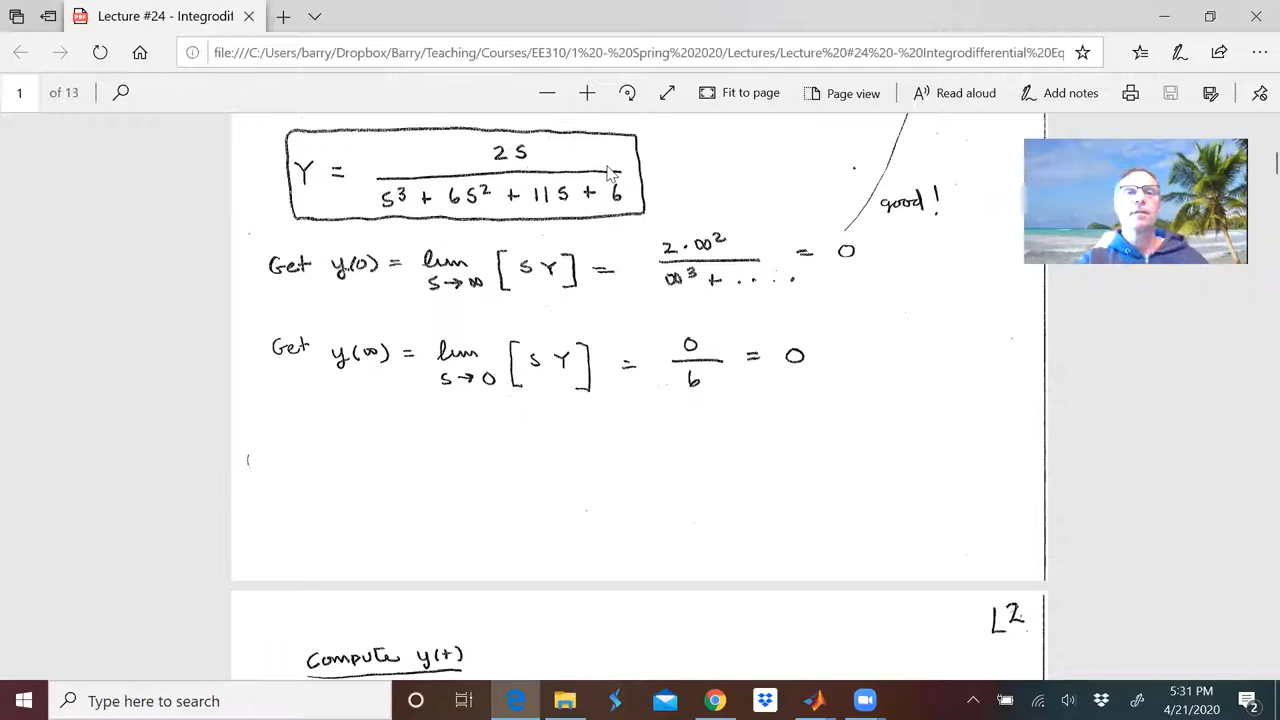 Lecture #24 - Integrodif
file:///C:/Users/barry/Dropbox/Barry/Teaching/Courses/EE310/1%20-%20Spring%202020/Lectures/Lecture%20#24%20-%20Integrodifferential%20Eq
1 of 13 Fit to page Page view Read aloud Add notes
Y = 2s / (s³ + 6s² + 11s + 6)
good!
Get y(0) = lim s→∞ [sY] = 2·∞² / ∞³ + .... = 0
Get y(∞) = lim s→0 [sY] = 0/6 = 0
L2
Compute y(t)
Type here to search
5:31 PM
4/21/2020
2